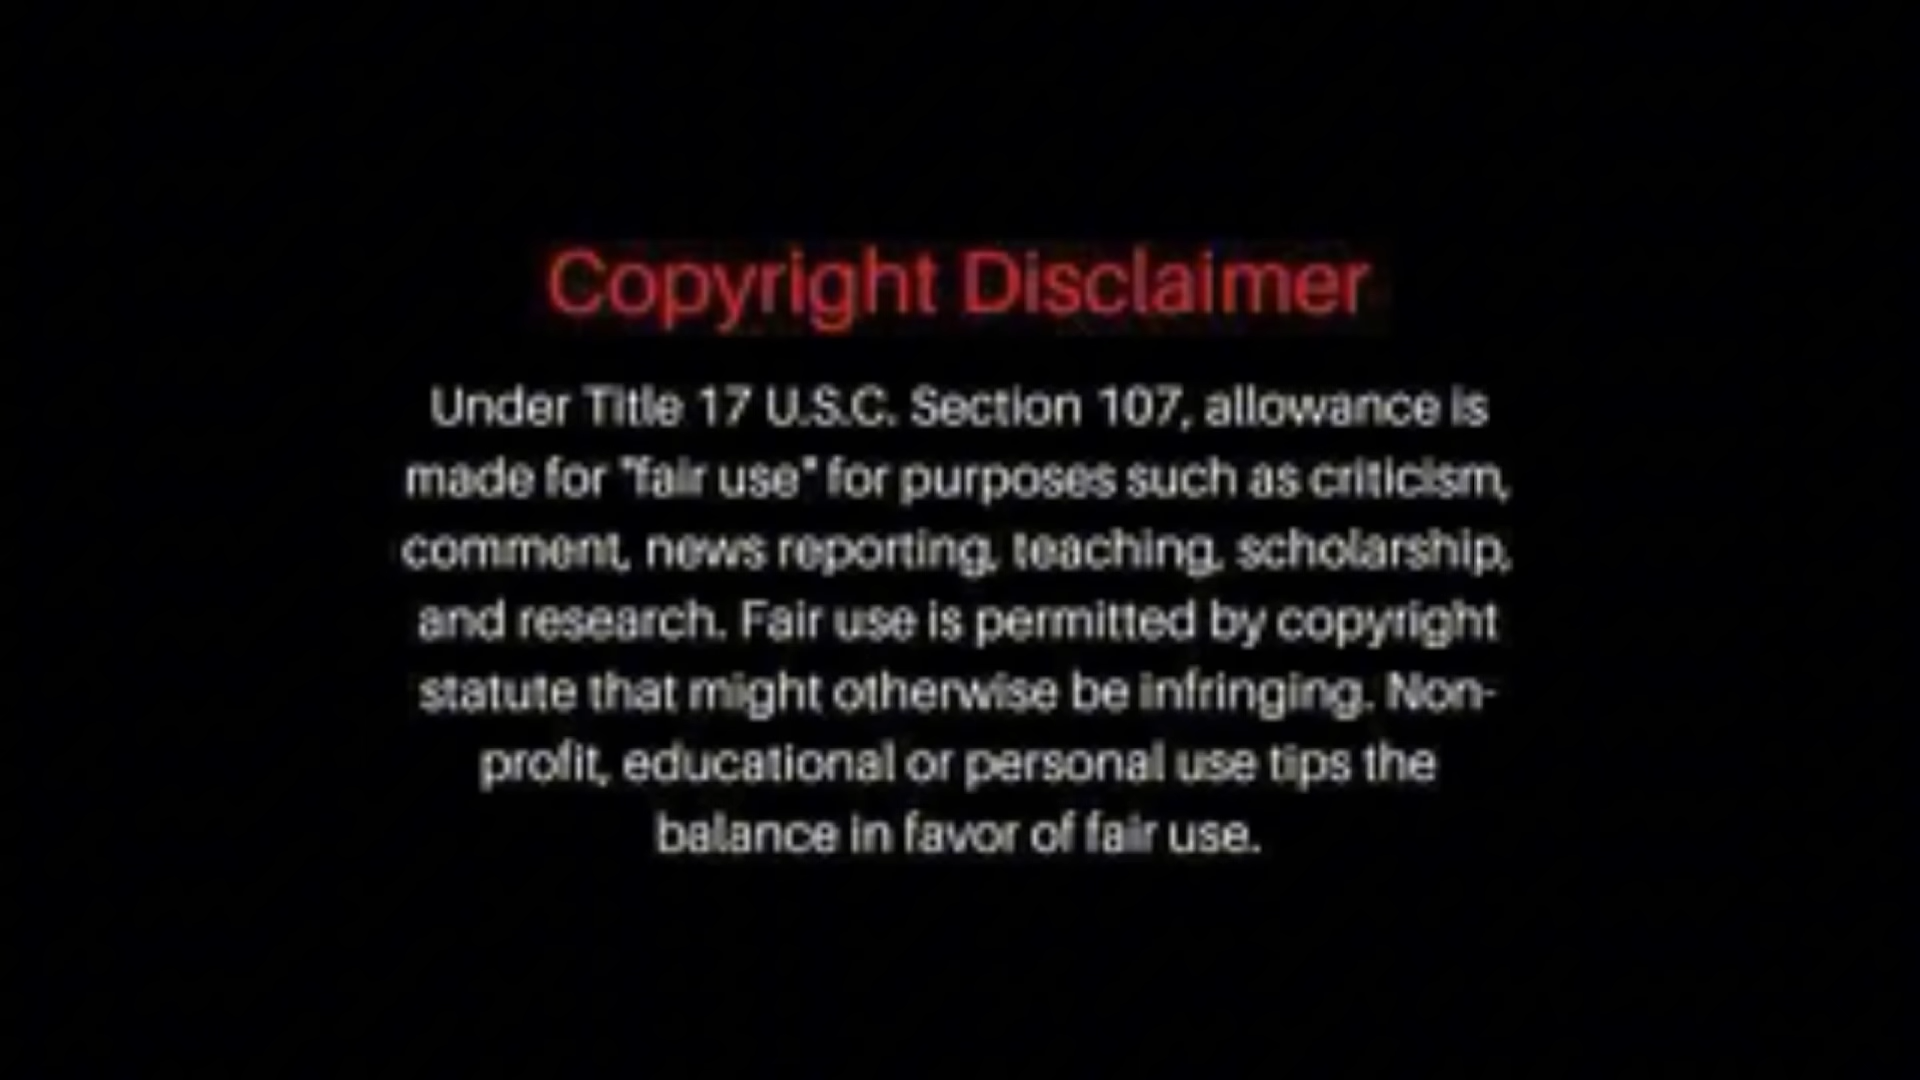 Copyright Disclaimer
Under Title 17 U.S.C. Section 107, allowance is
made for "fair use" for purposes such as criticism,
comment, news reporting, teaching, scholarship,
and research. Fair use is permitted by copyright
statute that might otherwise be infringing. Non-
profit, educational or personal use tips the
balance in favor of fair use.